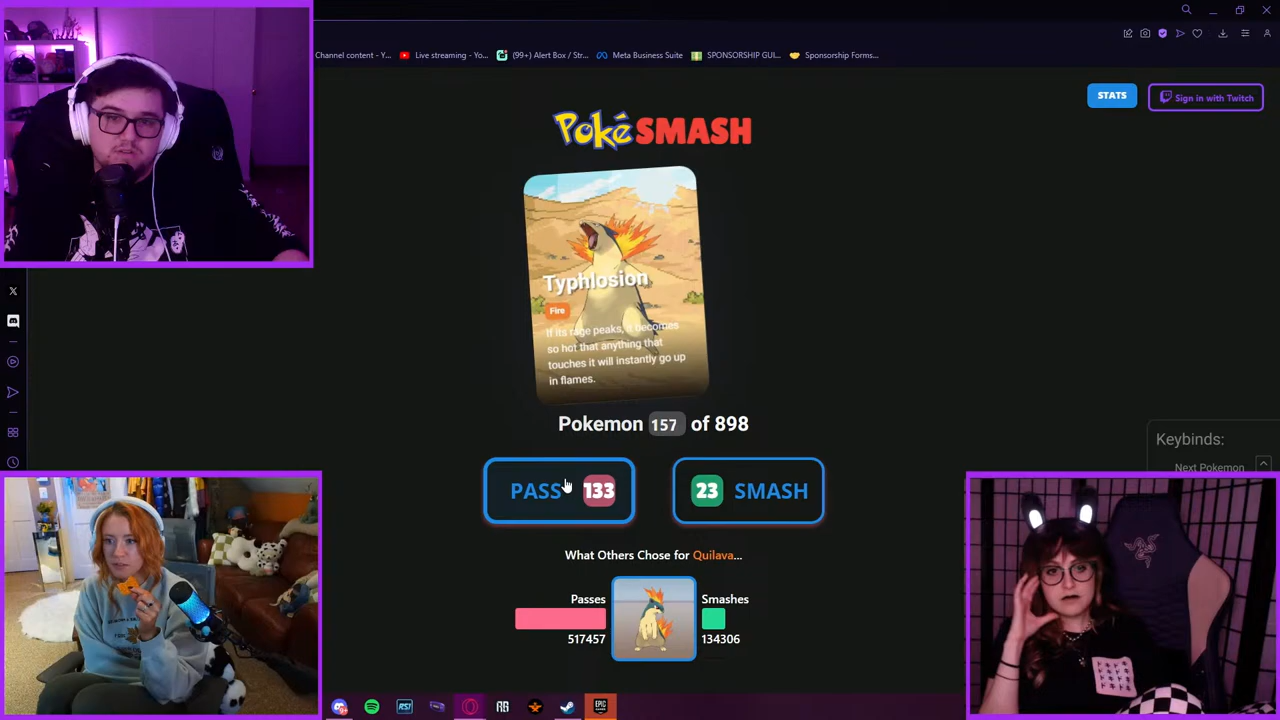 Channel content - Y...
Live streaming - Yo...
(99+) Alert Box / Str...
Meta Business Suite
SPONSORSHIP GUI...
Sponsorship Forms...
STATS
Sign in with Twitch
PokéSMASH
Typhlosion
Fire
If its rage peaks, it becomes
so hot that anything that
touches it will instantly go up
in flames.
Pokemon 157 of 898
PASS 133
23 SMASH
Keybinds:
Next Pokemon
What Others Chose for Quilava...
Passes
517457
Smashes
134306